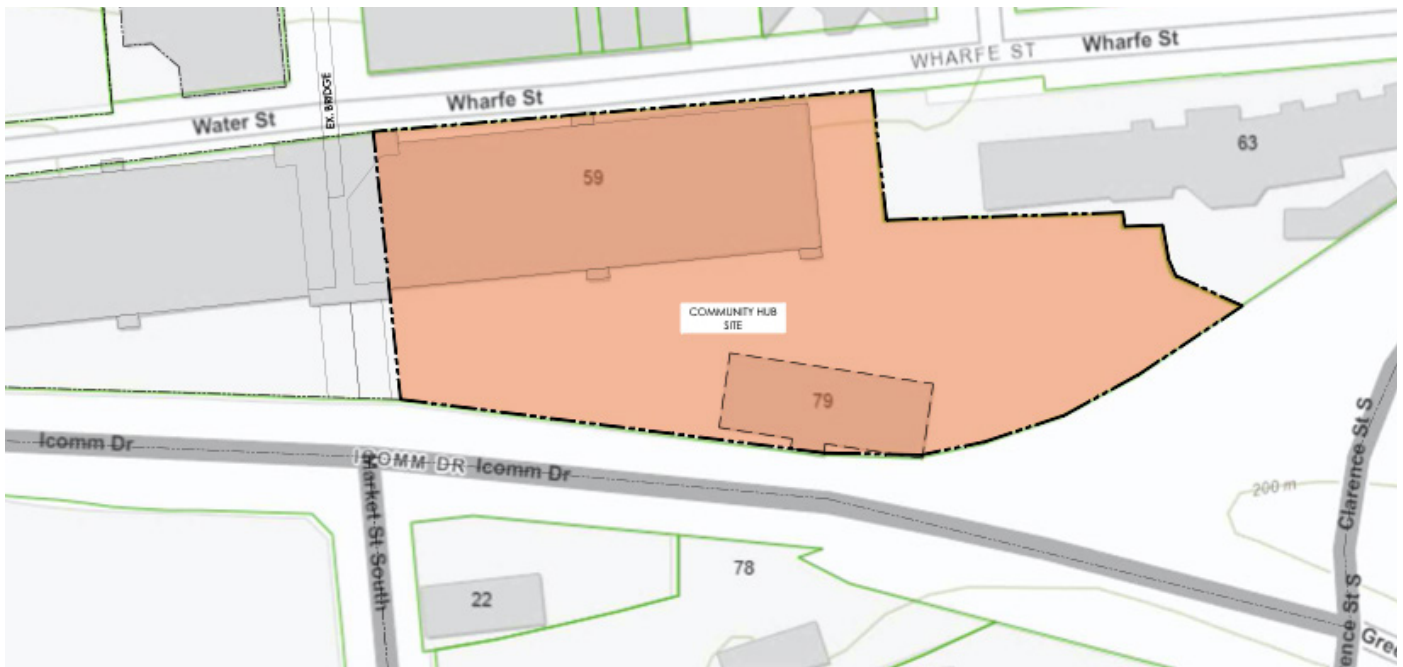 WHARFE ST
Wharfe St
EX. BRIDGE
Wharfe St
Water St
63
59
COMMUNITY HUB
SITE
79
Icomm Dr
ICOMM DR
Icomm Dr
Market St South
Clarence St S
200 m
78
22
ence St S
Gree